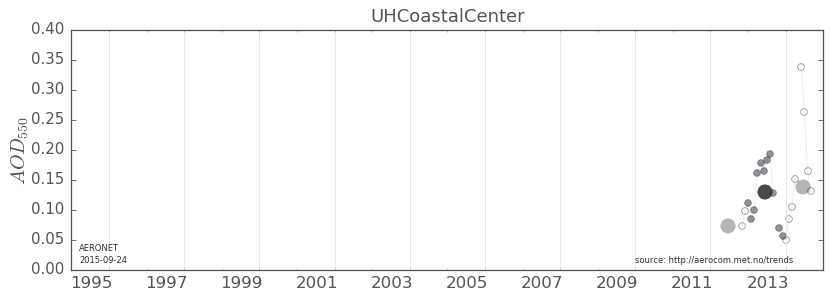 UHCoastalCenter
0.40
0.35
0.30
0.25
0.20
0.15
0.10
0.05
0.00
AOD550
AERONET
2015-09-24
source: http://aerocom.met.no/trends
1995 1997 1999 2001 2003 2005 2007 2009 2011 2013